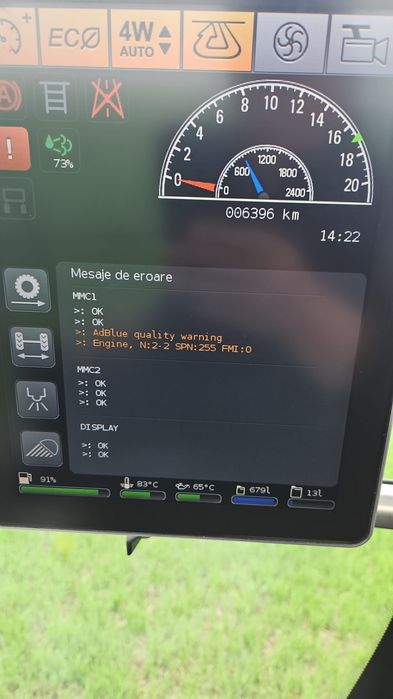 +
ECO
4W
AUTO
!
73%
0 2 4 6 8 10 12 14 16 18 20
0 600 1200 1800 2400
006396 km
14:22
Mesaje de eroare
MMC1
>: OK
>: OK
>: AdBlue quality warning
>: Engine, N:2-2 SPN:255 FMI:0
MMC2
>: OK
>: OK
>: OK
DISPLAY
>: OK
>: OK
91% 83°C 65°C 679l 13l